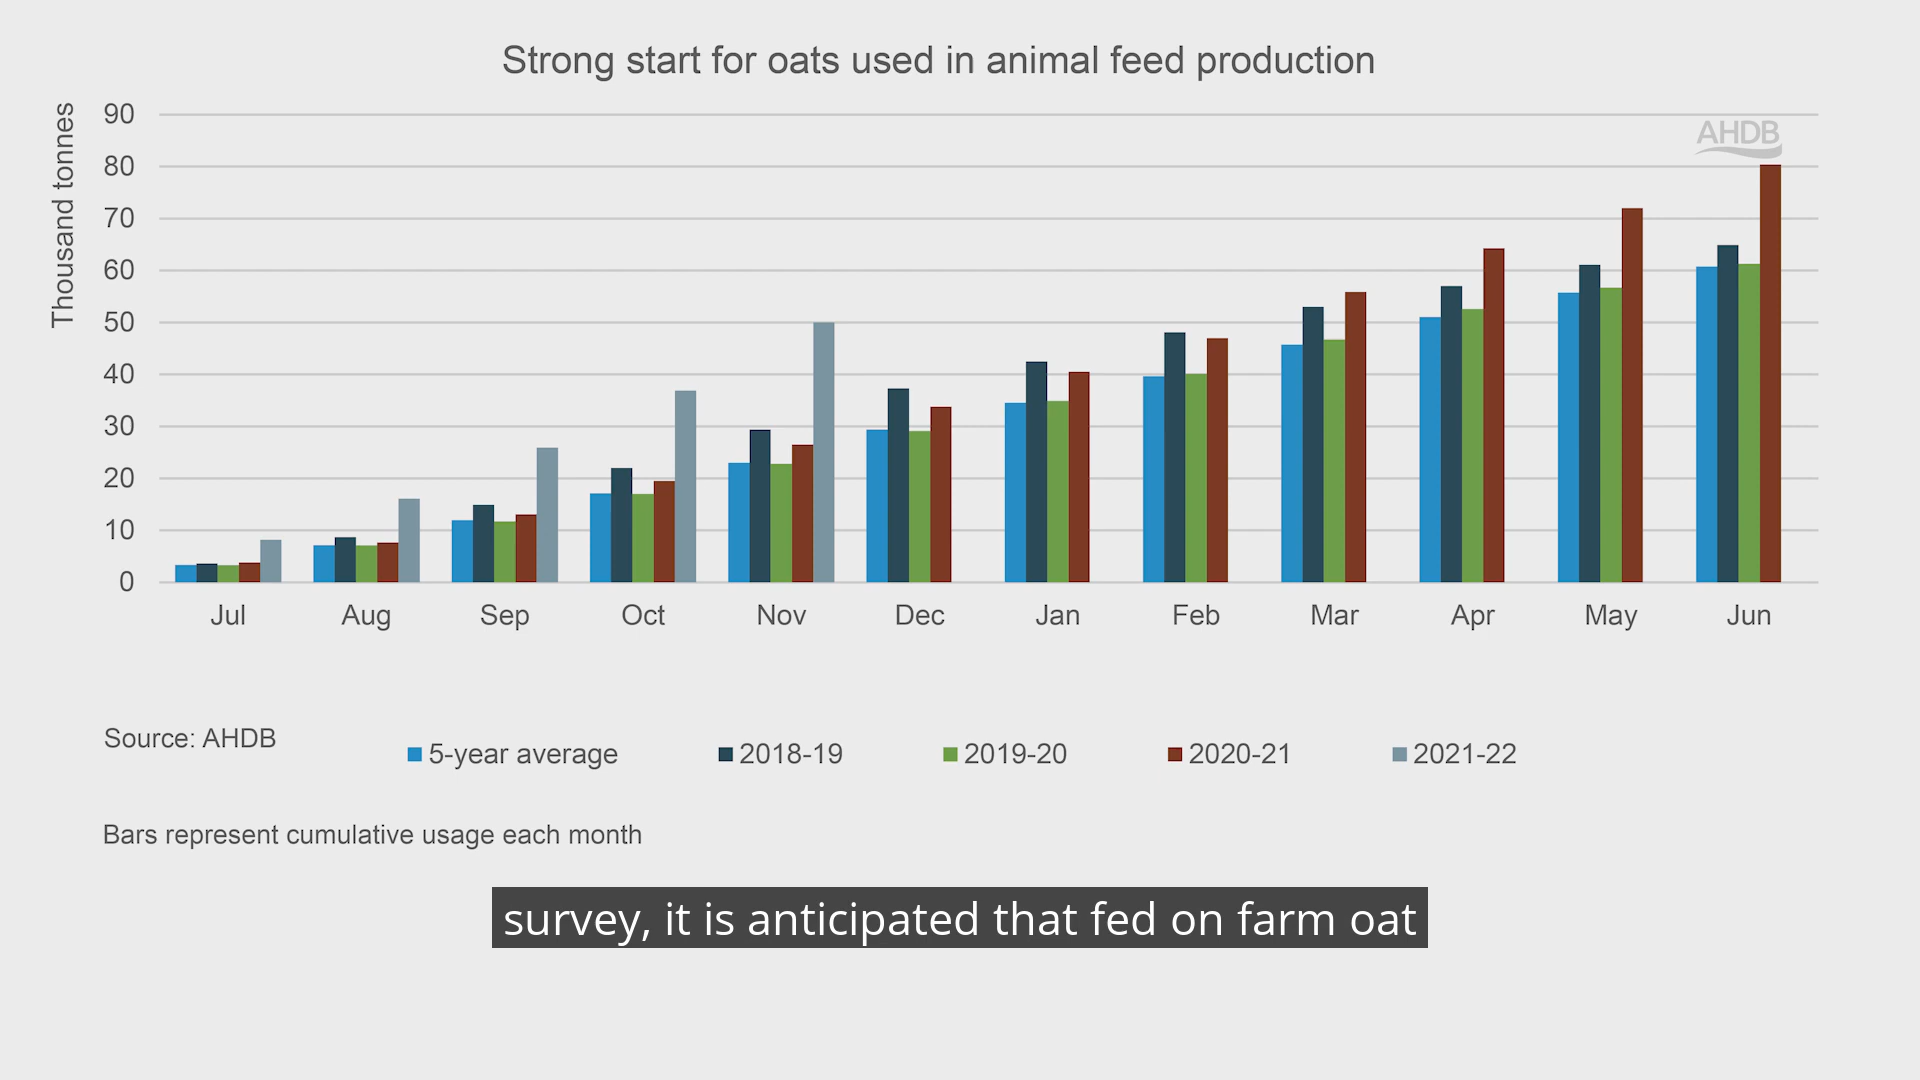 Strong start for oats used in animal feed production
Thousand tonnes
90
80
70
60
50
40
30
20
10
0
AHDB
Jul Aug Sep Oct Nov Dec Jan Feb Mar Apr May Jun
Source: AHDB
5-year average 2018-19 2019-20 2020-21 2021-22
Bars represent cumulative usage each month
survey, it is anticipated that fed on farm oat